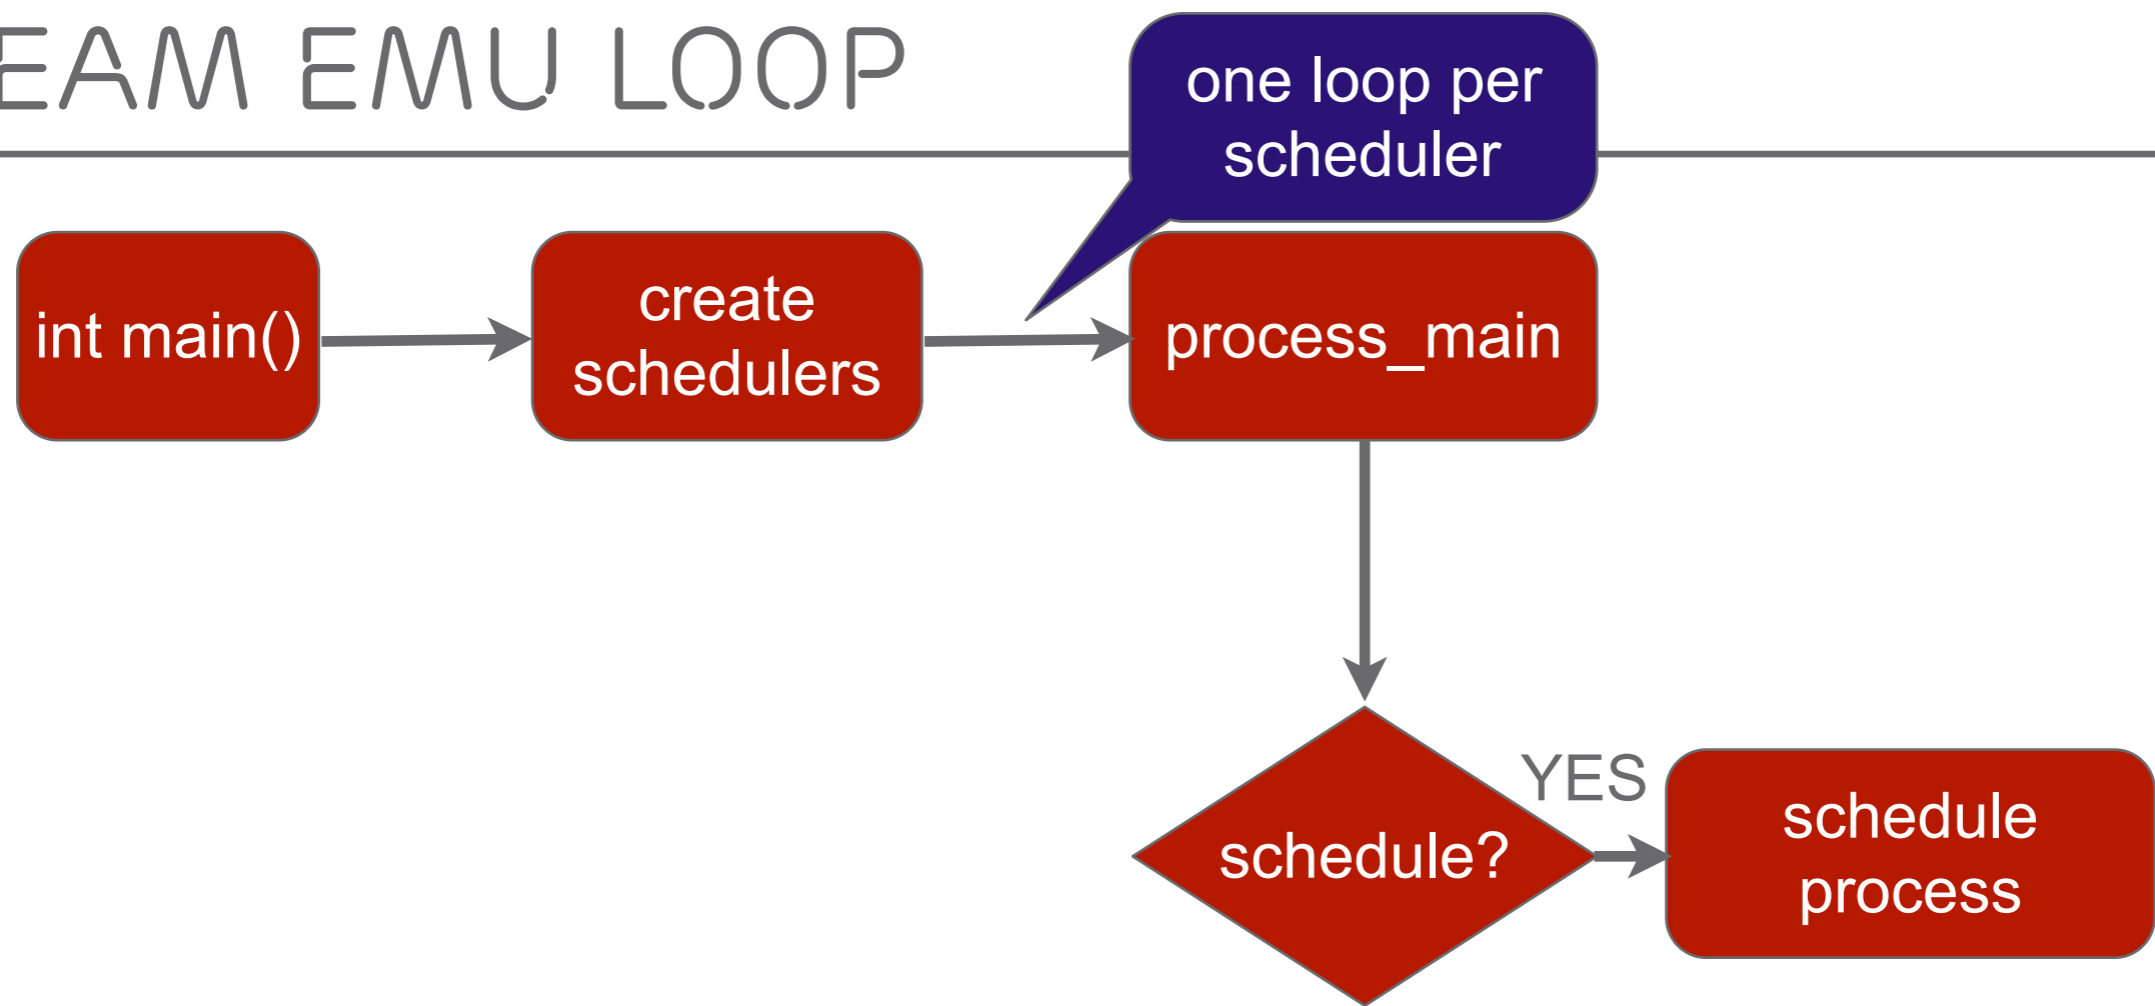 EAM EMU LOOP
one loop per
scheduler
int main()
create
schedulers
process_main
schedule?
YES
schedule
process